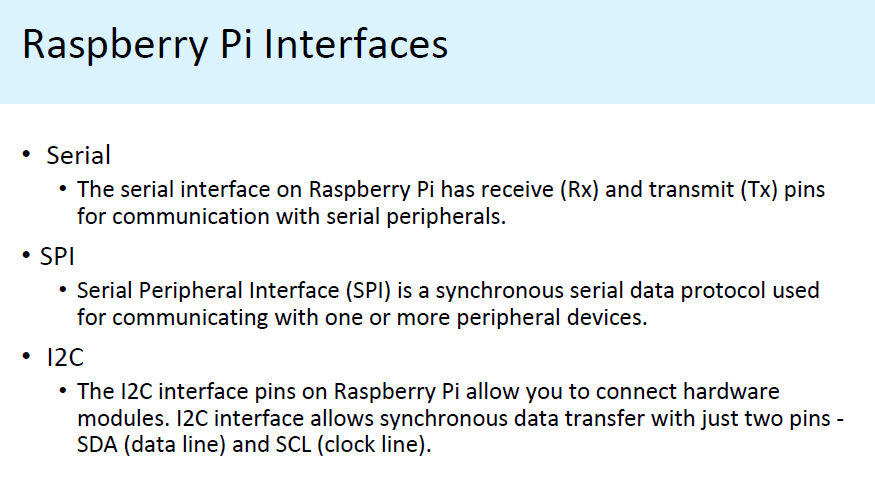 Raspberry Pi Interfaces
• Serial
• The serial interface on Raspberry Pi has receive (Rx) and transmit (Tx) pins
for communication with serial peripherals.
• SPI
• Serial Peripheral Interface (SPI) is a synchronous serial data protocol used
for communicating with one or more peripheral devices.
• I2C
• The I2C interface pins on Raspberry Pi allow you to connect hardware
modules. I2C interface allows synchronous data transfer with just two pins -
SDA (data line) and SCL (clock line).